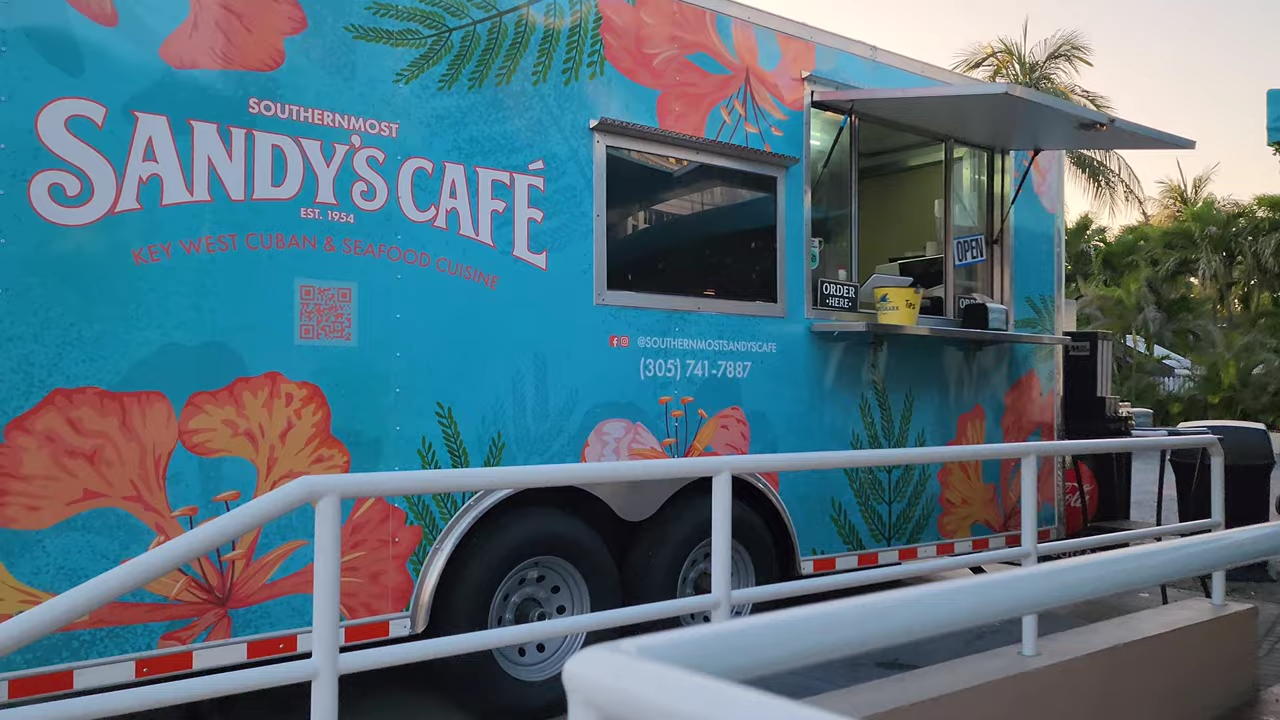 SOUTHERNMOST
SANDY'S CAFÉ
EST. 1954
KEY WEST CUBAN & SEAFOOD CUISINE
@SOUTHERNMOSTSANDYSCAFE
(305) 741-7887
OPEN
ORDER
•HERE•
TIPS